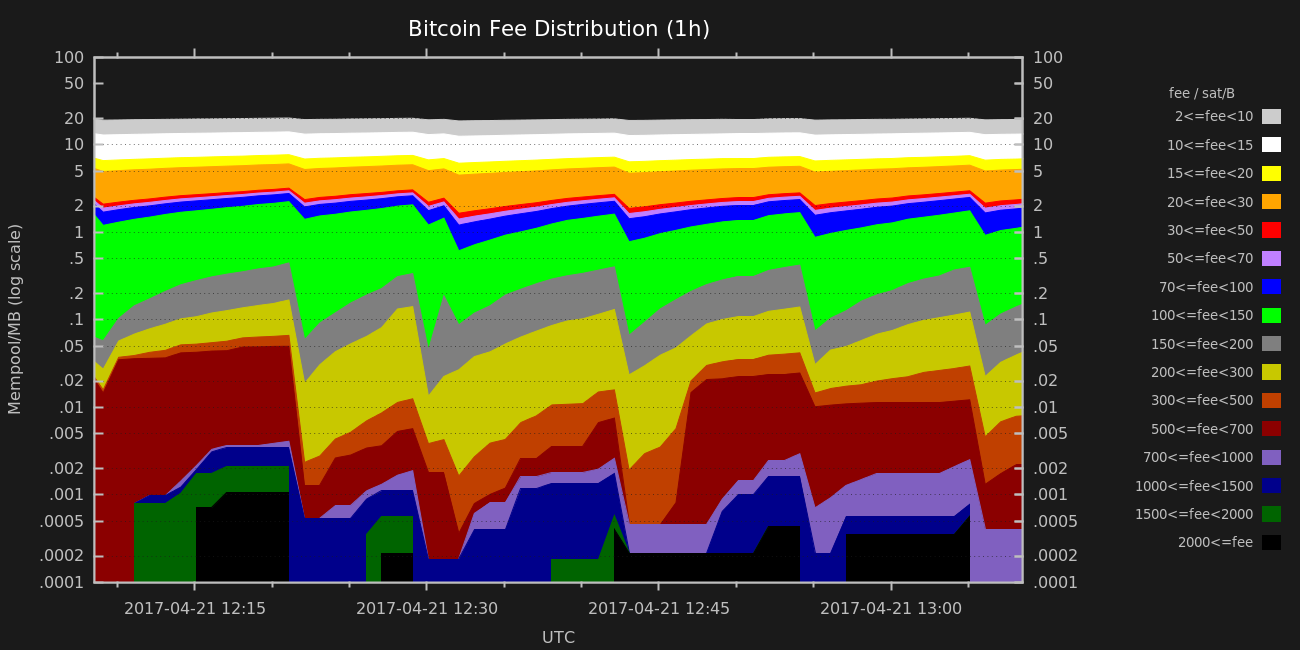 Bitcoin Fee Distribution (1h)
Mempool/MB (log scale)
100
50
20
10
5
2
1
.5
.2
.1
.05
.02
.01
.005
.002
.001
.0005
.0002
.0001
100
50
20
10
5
2
1
.5
.2
.1
.05
.02
.01
.005
.002
.001
.0005
.0002
.0001
fee / sat/B
2<=fee<10
10<=fee<15
15<=fee<20
20<=fee<30
30<=fee<50
50<=fee<70
70<=fee<100
100<=fee<150
150<=fee<200
200<=fee<300
300<=fee<500
500<=fee<700
700<=fee<1000
1000<=fee<1500
1500<=fee<2000
2000<=fee
2017-04-21 12:15
2017-04-21 12:30
2017-04-21 12:45
2017-04-21 13:00
UTC